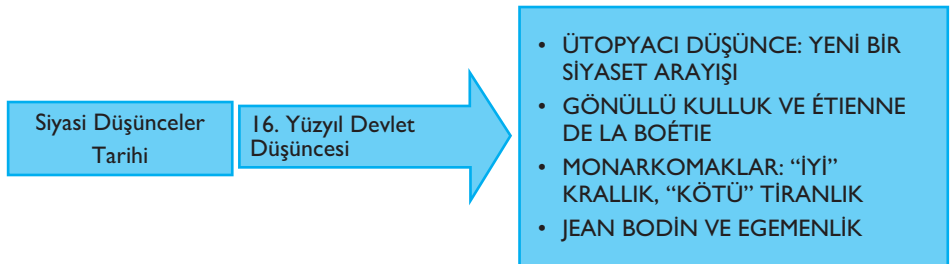 Siyasi Düşünceler
Tarihi
16. Yüzyıl Devlet
Düşüncesi
• ÜTOPYACI DÜŞÜNCE: YENİ BİR
SİYASET ARAYIŞI
• GÖNÜLLÜ KULLUK VE ÉTIENNE
DE LA BOÉTIE
• MONARKOMAKLAR: “İYİ”
KRALLIK, “KÖTÜ” TİRANLIK
• JEAN BODİN VE EGEMENLİK